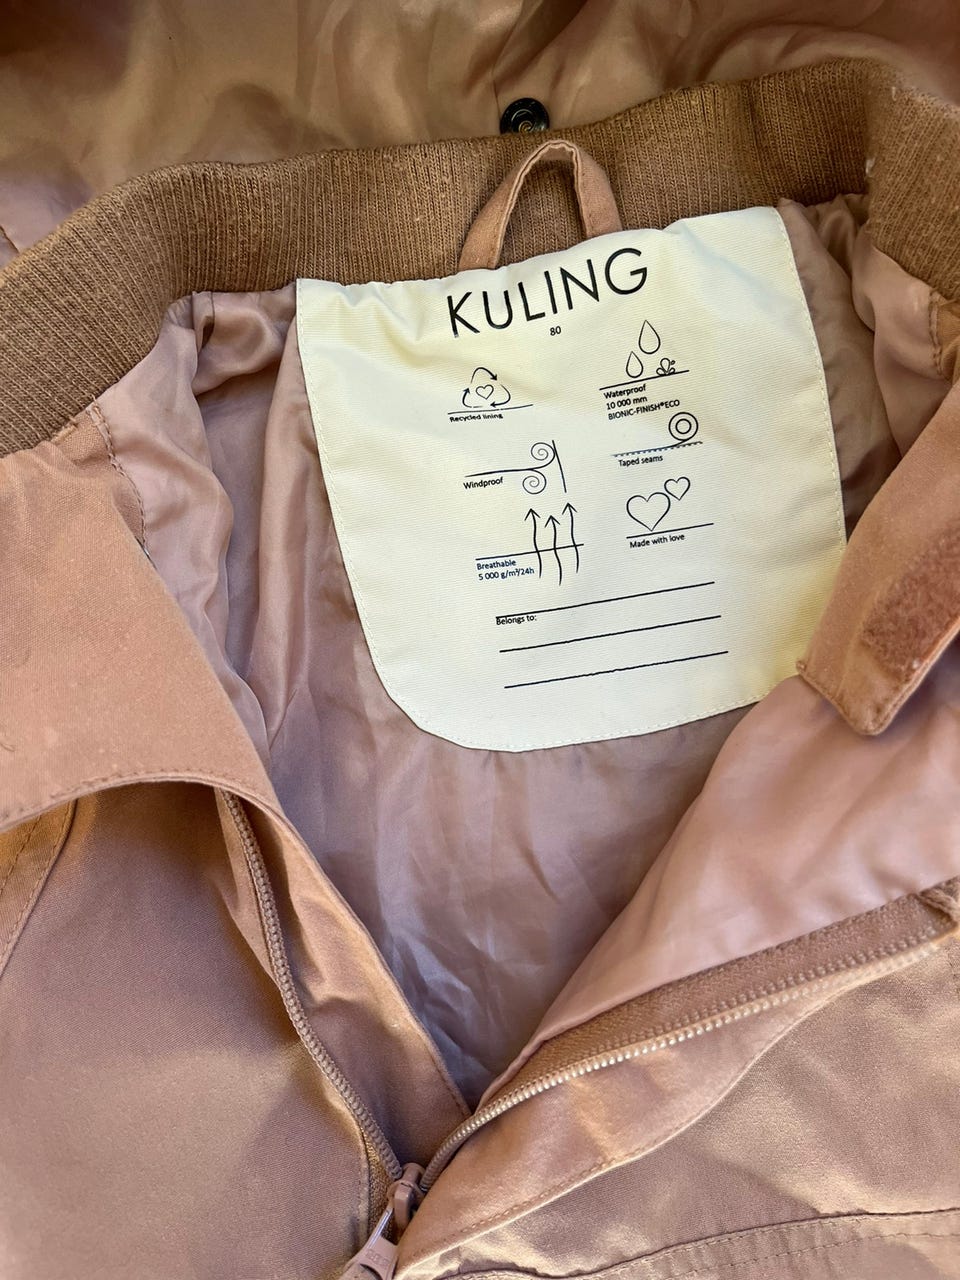 KULING
80
Recycled lining
Waterproof
10 000 mm
BIONIC-FINISH®ECO
Windproof
Taped seams
Breathable
5 000 g/m²/24h
Made with love
Belongs to: